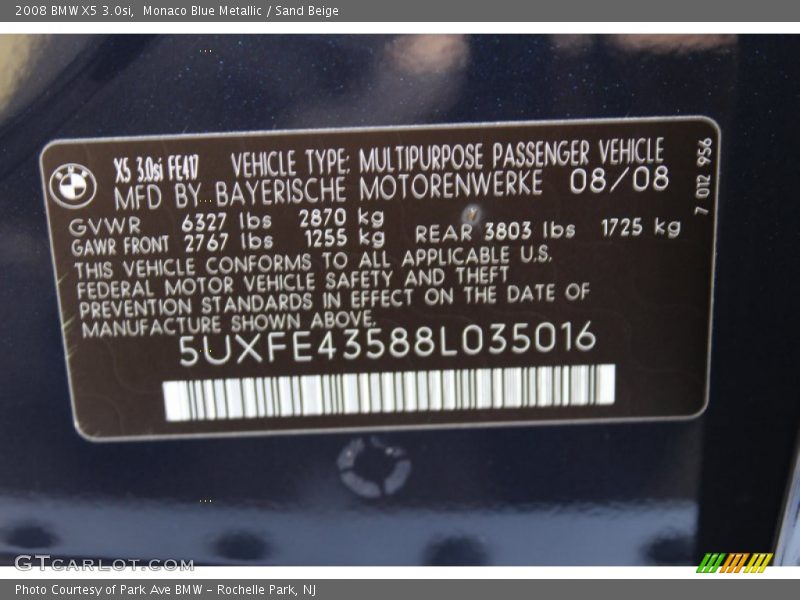 2008 BMW X5 3.0si, Monaco Blue Metallic / Sand Beige
X5 3.0si FE417 VEHICLE TYPE: MULTIPURPOSE PASSENGER VEHICLE
MFD BY BAYERISCHE MOTORENWERKE 08/08
7 012 956
GVWR 6327 lbs 2870 kg
GAWR FRONT 2767 lbs 1255 kg REAR 3803 lbs 1725 kg
THIS VEHICLE CONFORMS TO ALL APPLICABLE U.S.
FEDERAL MOTOR VEHICLE SAFETY AND THEFT
PREVENTION STANDARDS IN EFFECT ON THE DATE OF
MANUFACTURE SHOWN ABOVE.
5UXFE43588L035016
GTCARLOT.COM
Photo Courtesy of Park Ave BMW - Rochelle Park, NJ